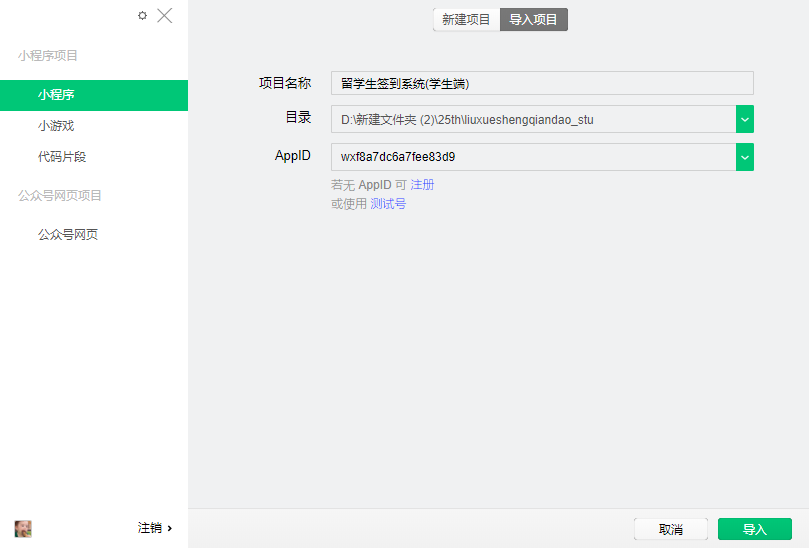 小程序项目
小程序
小游戏
代码片段
公众号网页项目
公众号网页
注销
新建项目 导入项目
项目名称 留学生签到系统(学生端)
目录 D:\新建文件夹 (2)\25th\liuxueshengqiandao_stu
AppID wxf8a7dc6a7fee83d9
若无 AppID 可 注册
或使用 测试号
取消 导入